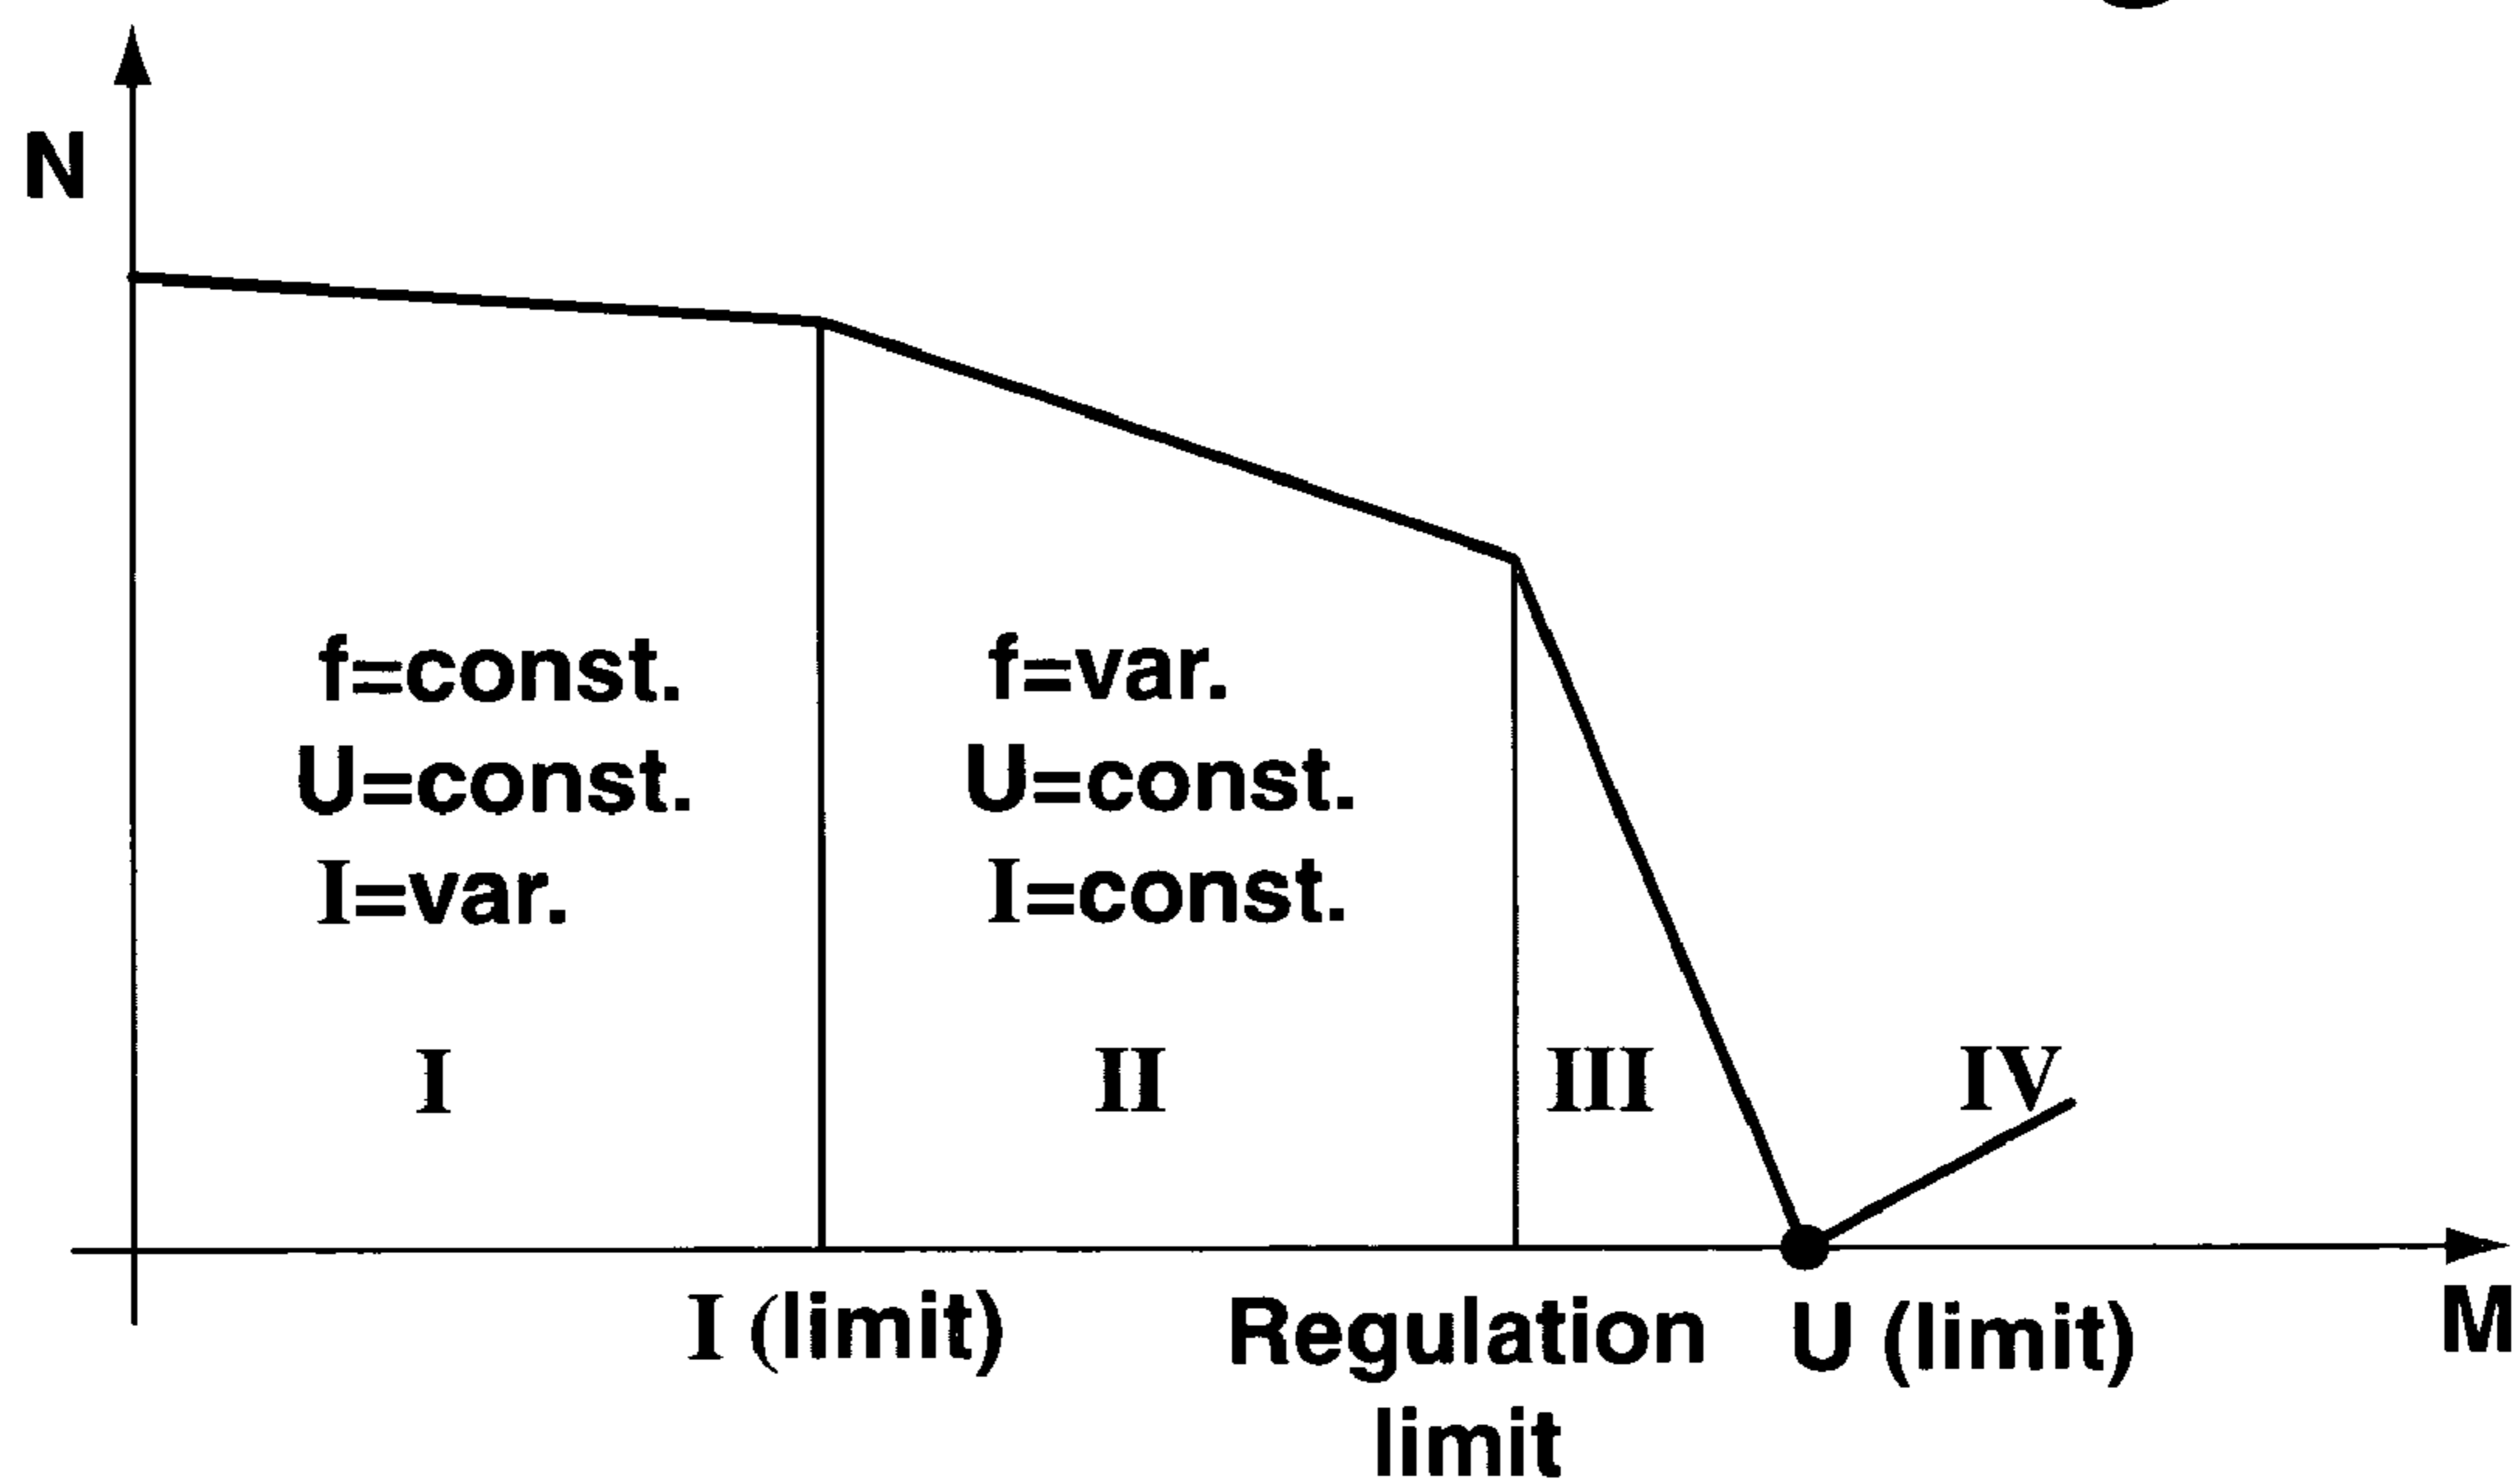 N
f=const.
U=const.
I=var.
I
f=var.
U=const.
I=const.
II
III
IV
I (limit)
Regulation
limit
U (limit)
M